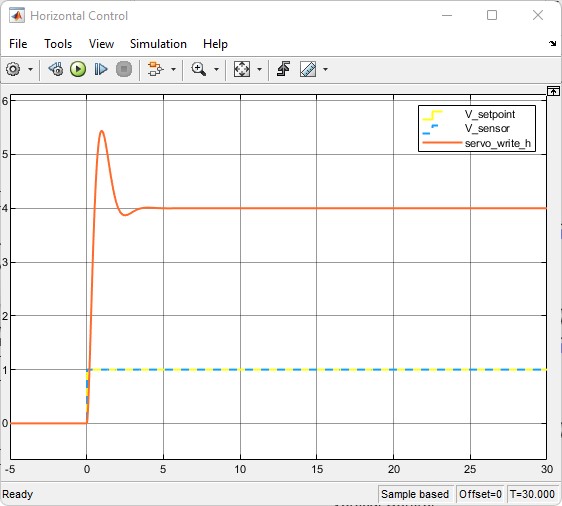 Horizontal Control
File Tools View Simulation Help
V_setpoint
V_sensor
servo_write_h
6
5
4
3
2
1
0
-5 0 5 10 15 20 25 30
Ready Sample based Offset=0 T=30.000